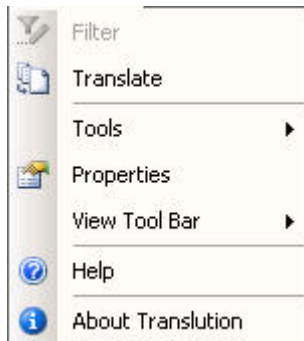 Filter
Translate
Tools
Properties
View Tool Bar
Help
About Translution